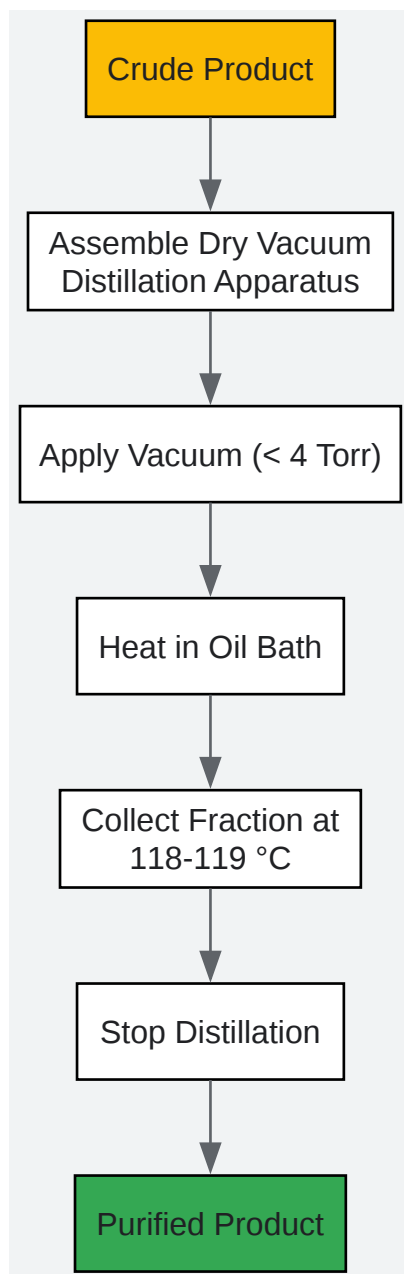 Crude Product
Assemble Dry Vacuum
Distillation Apparatus
Apply Vacuum (< 4 Torr)
Heat in Oil Bath
Collect Fraction at
118-119 °C
Stop Distillation
Purified Product